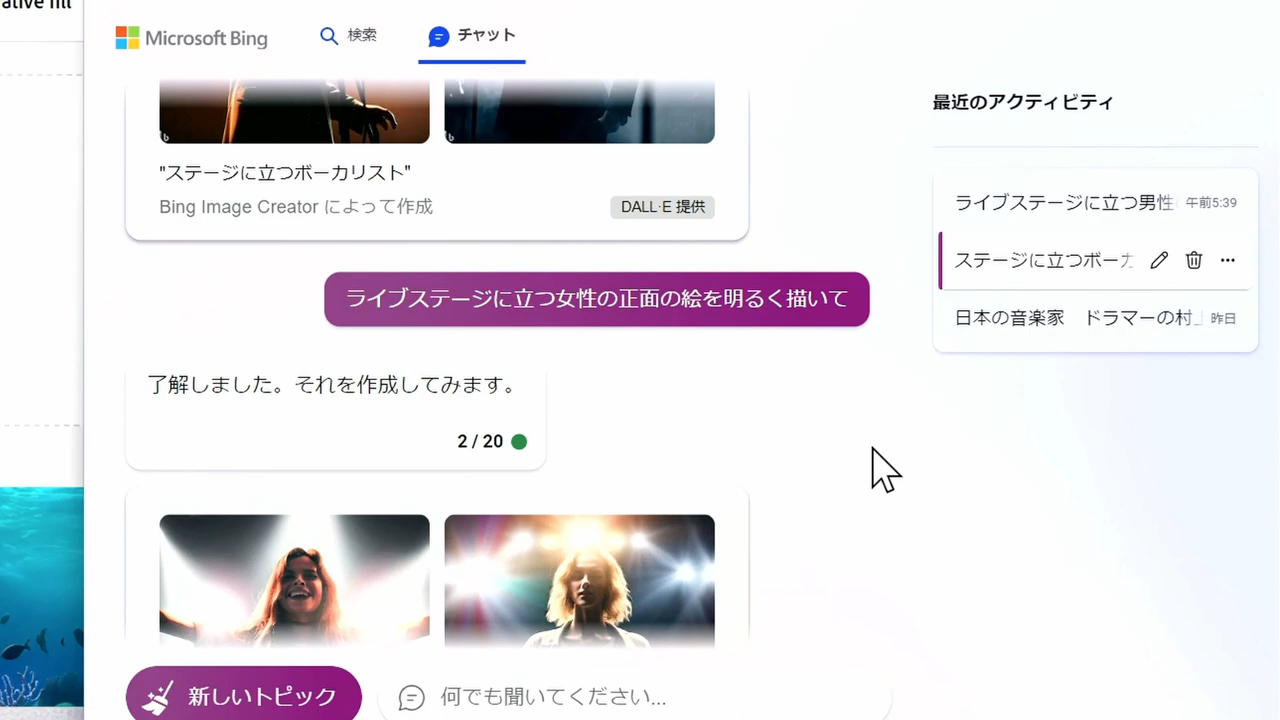 ative fill
Microsoft Bing
検索
チャット
"ステージに立つボーカリスト"
Bing Image Creator によって作成
DALL·E 提供
ライブステージに立つ女性の正面の絵を明るく描いて
了解しました。それを作成してみます。
2 / 20
新しいトピック
何でも聞いてください...
最近のアクティビティ
ライブステージに立つ男性 午前5:39
ステージに立つボーカ
日本の音楽家 ドラマーの村上 昨日